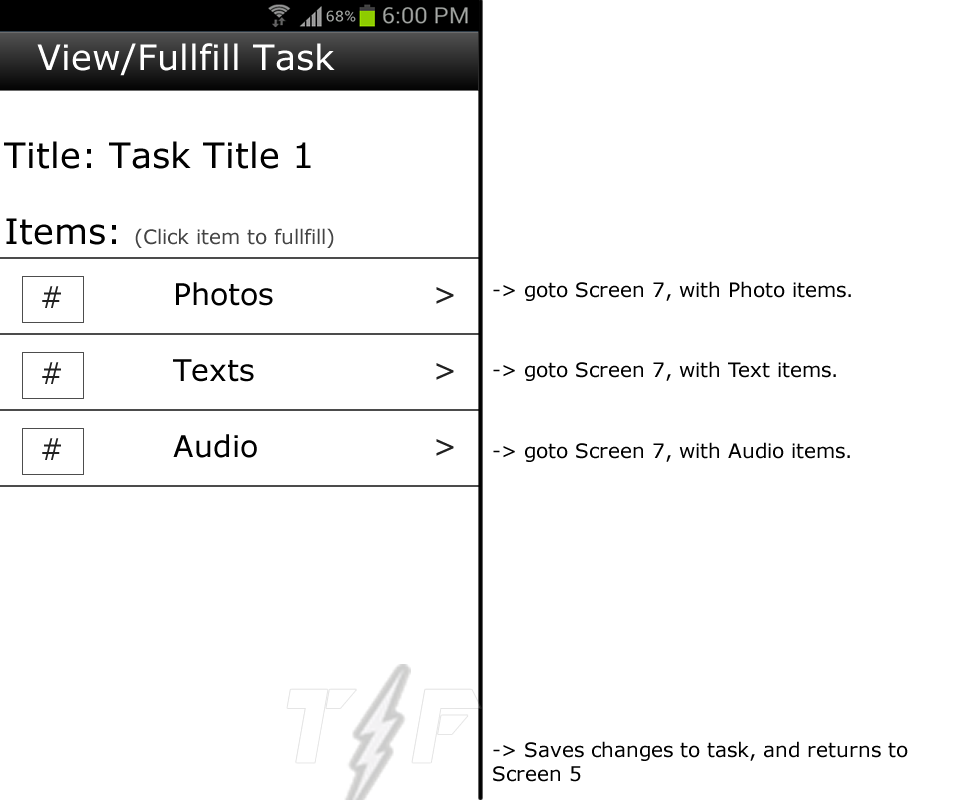 68% 6:00 PM
View/Fullfill Task
Title: Task Title 1
Items: (Click item to fullfill)
# Photos >
-> goto Screen 7, with Photo items.
# Texts >
-> goto Screen 7, with Text items.
# Audio >
-> goto Screen 7, with Audio items.
T F
-> Saves changes to task, and returns to
Screen 5